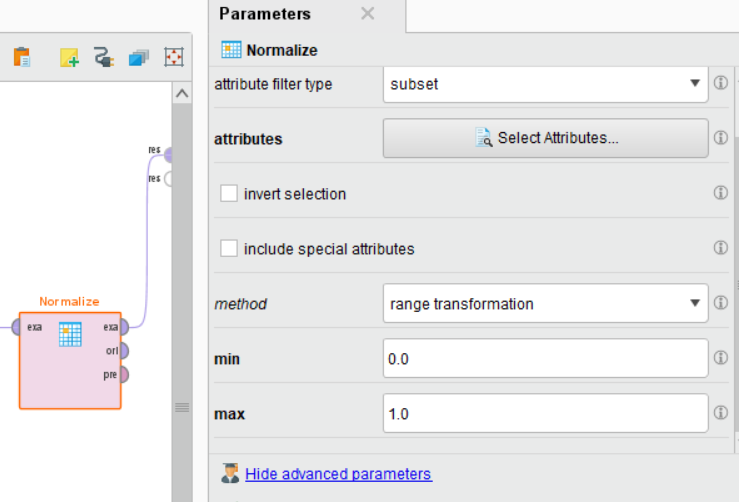 Parameters
Normalize
attribute filter type
subset
attributes
Select Attributes...
invert selection
include special attributes
method
range transformation
min
0.0
max
1.0
Hide advanced parameters
res
res
Normalize
exa
exa
ori
pre